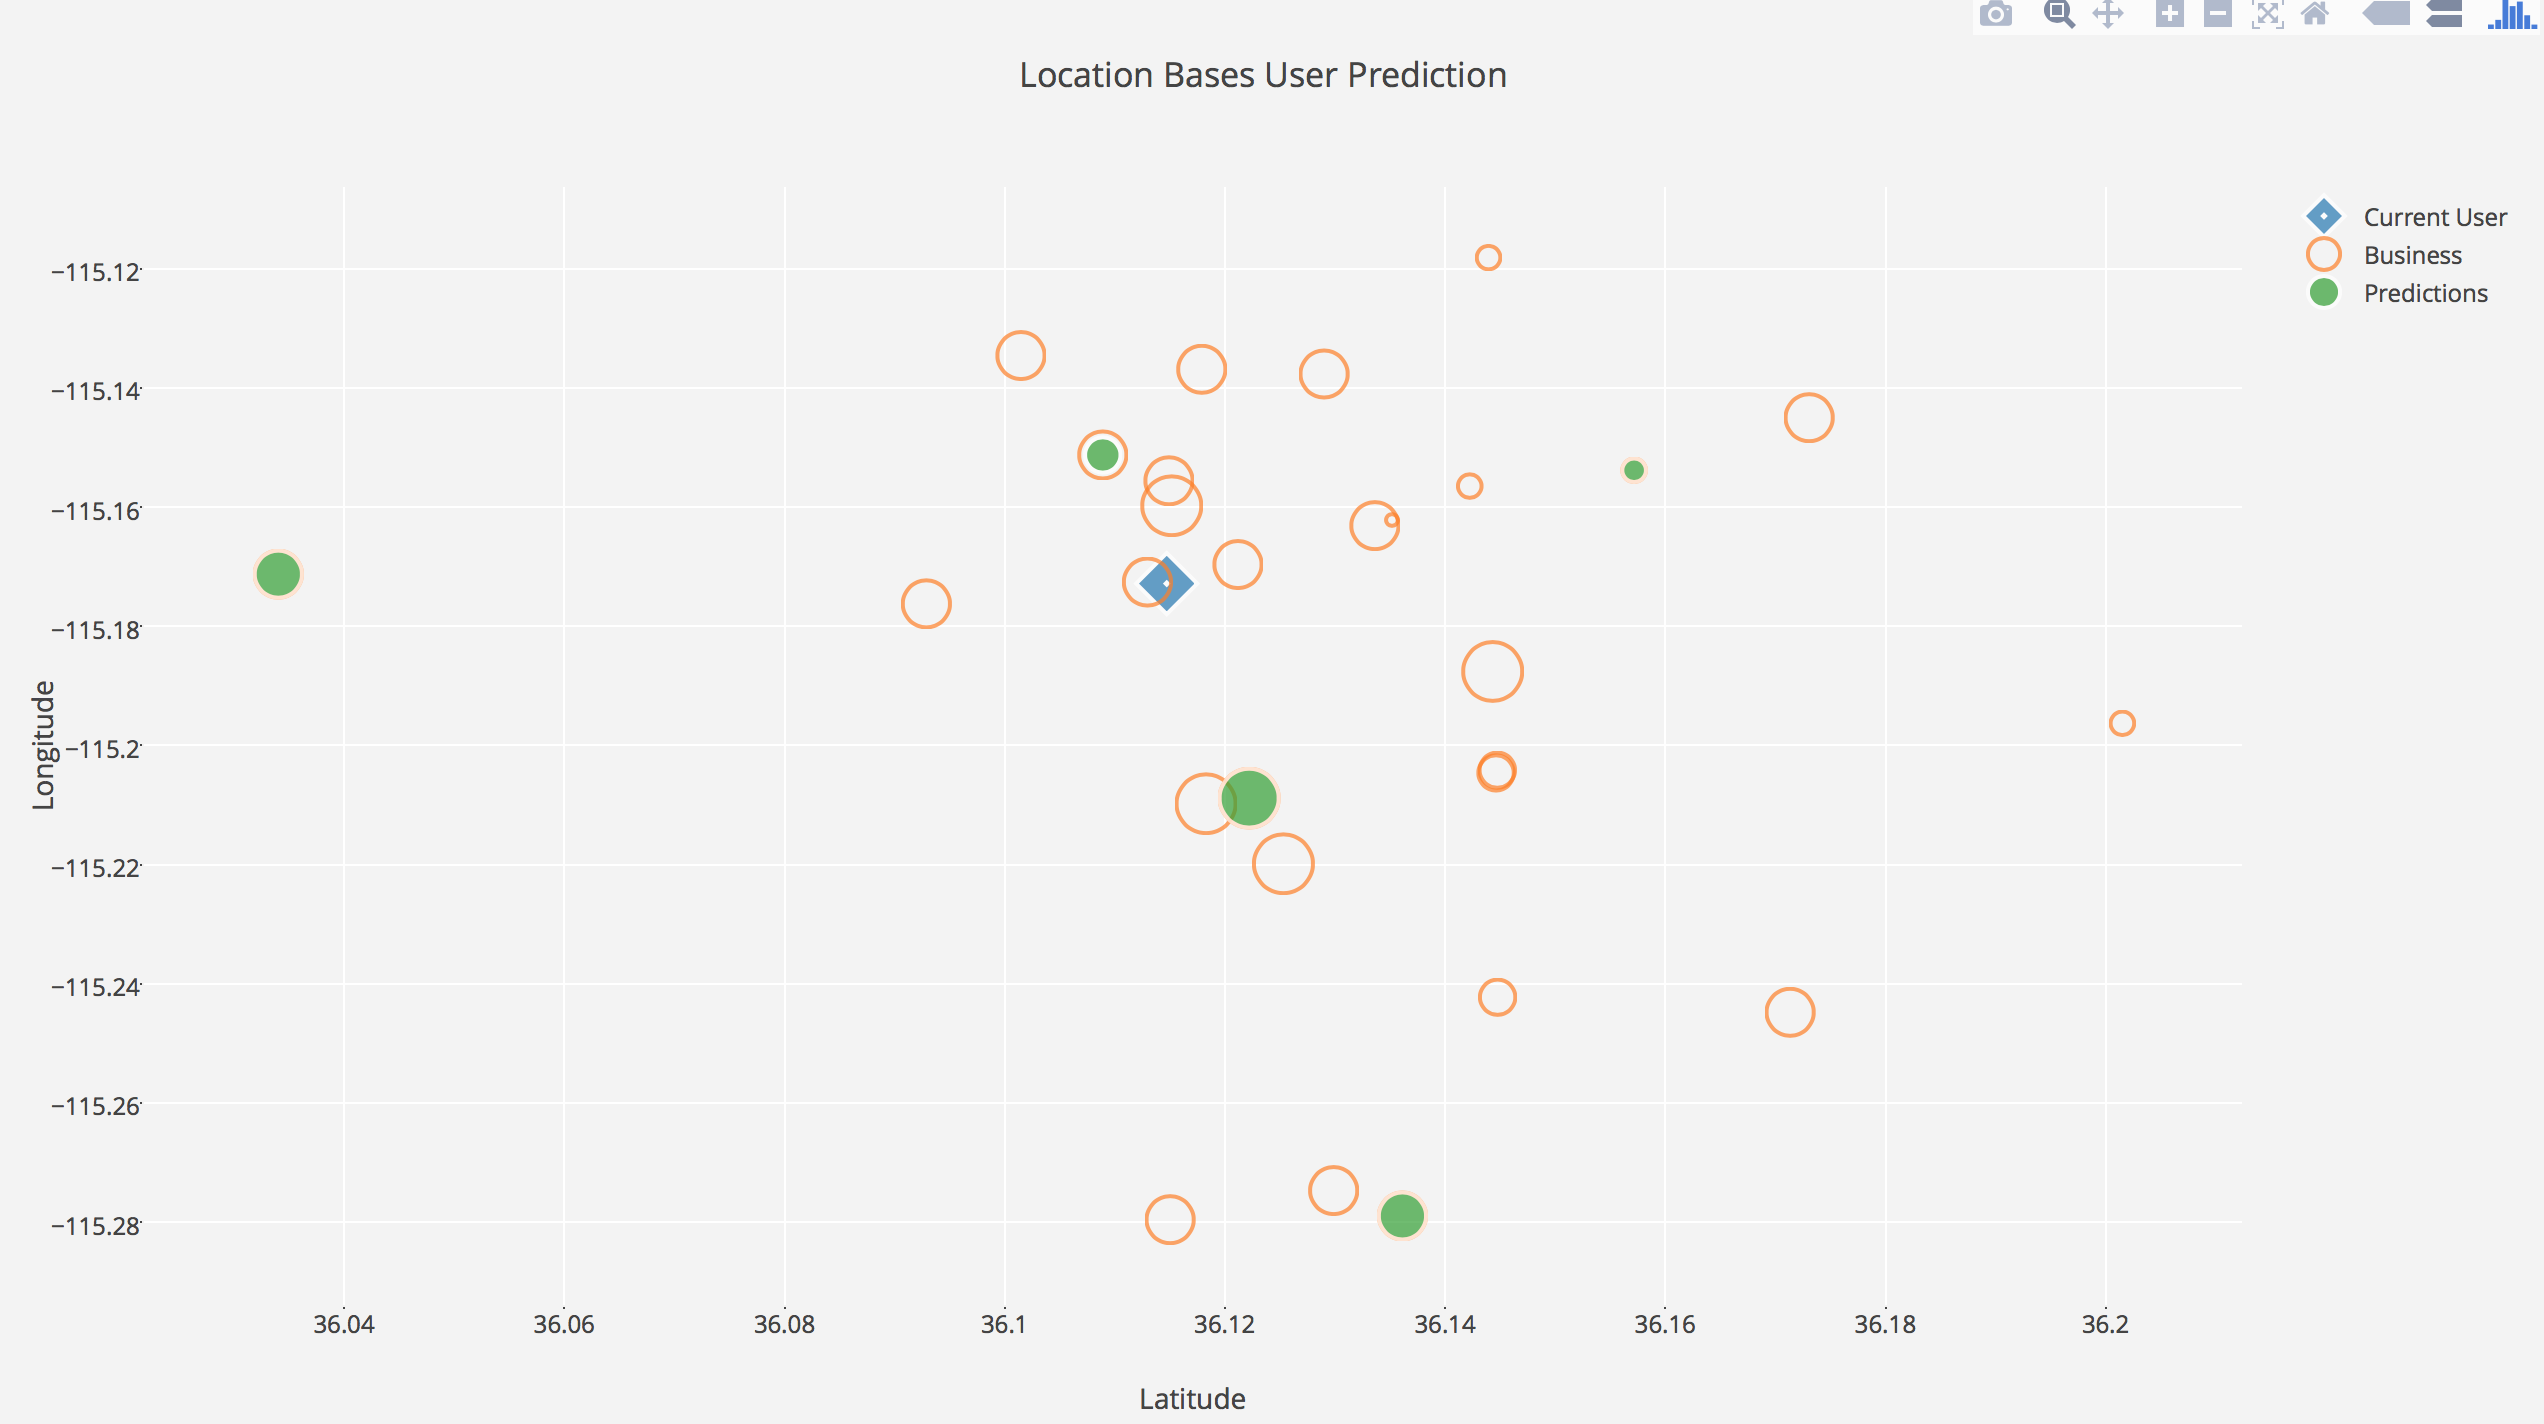 Location Bases User Prediction
Current User
Business
Predictions
−115.12
−115.14
−115.16
−115.18
−115.2
−115.22
−115.24
−115.26
−115.28
Longitude
36.04 36.06 36.08 36.1 36.12 36.14 36.16 36.18 36.2
Latitude